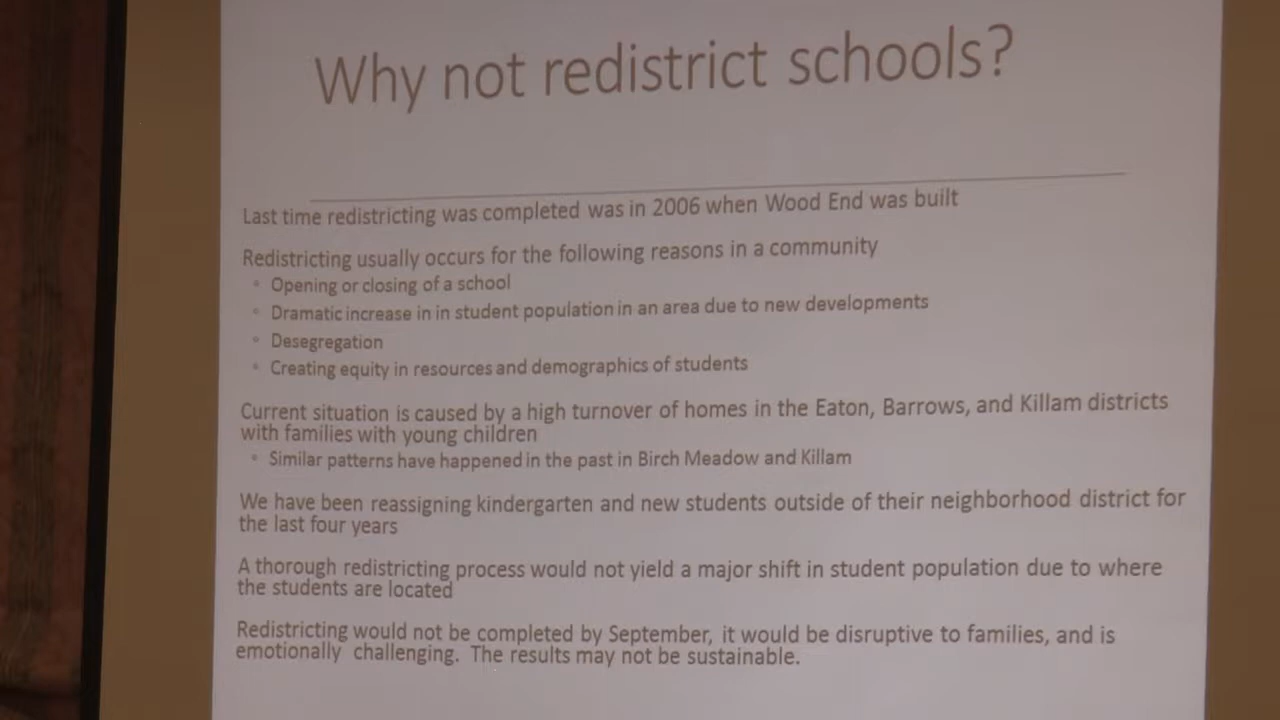 Why not redistrict schools?
Last time redistricting was completed was in 2006 when Wood End was built
Redistricting usually occurs for the following reasons in a community
° Opening or closing of a school
° Dramatic increase in in student population in an area due to new developments
° Desegregation
° Creating equity in resources and demographics of students
Current situation is caused by a high turnover of homes in the Eaton, Barrows, and Killam districts
with families with young children
° Similar patterns have happened in the past in Birch Meadow and Killam
We have been reassigning kindergarten and new students outside of their neighborhood district for
the last four years
A thorough redistricting process would not yield a major shift in student population due to where
the students are located
Redistricting would not be completed by September, it would be disruptive to families, and is
emotionally challenging. The results may not be sustainable.